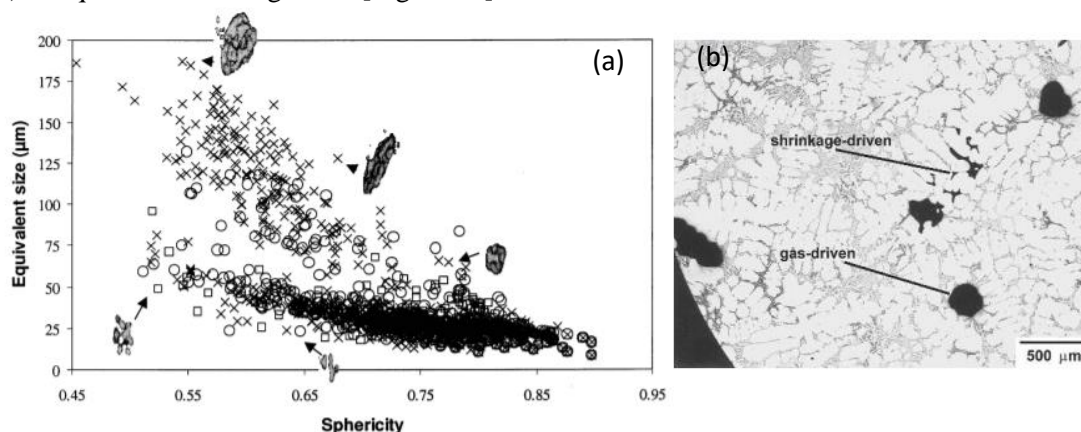 (a)
Equivalent size (µm)
200
175
150
125
100
75
50
25
0
0.45 0.55 0.65 0.75 0.85 0.95
Sphericity
(b)
shrinkage-driven
gas-driven
500 µm